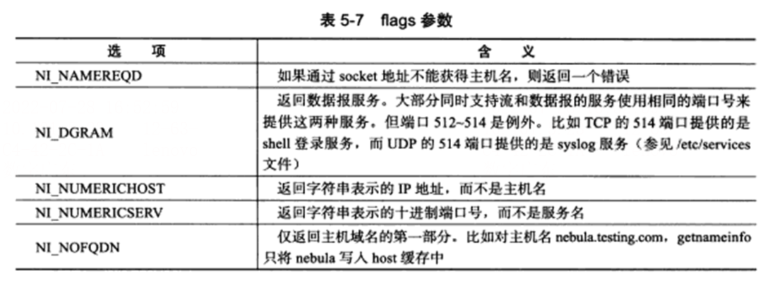 表 5-7 flags 参数
选 项 含 义
NI_NAMEREQD 如果通过 socket 地址不能获得主机名，则返回一个错误
返回数据报服务。大部分同时支持流和数据报的服务使用相同的端口号来
提供这两种服务。但端口 512~514 是例外。比如 TCP 的 514 端口提供的是
NI_DGRAM shell 登录服务，而 UDP 的 514 端口提供的是 syslog 服务（参见 /etc/services
文件）
NI_NUMERICHOST 返回字符串表示的 IP 地址，而不是主机名
NI_NUMERICSERV 返回字符串表示的十进制端口号，而不是服务名
仅返回主机域名的第一部分。比如对主机名 nebula.testing.com，getnameinfo
NI_NOFQDN 只将 nebula 写入 host 缓存中